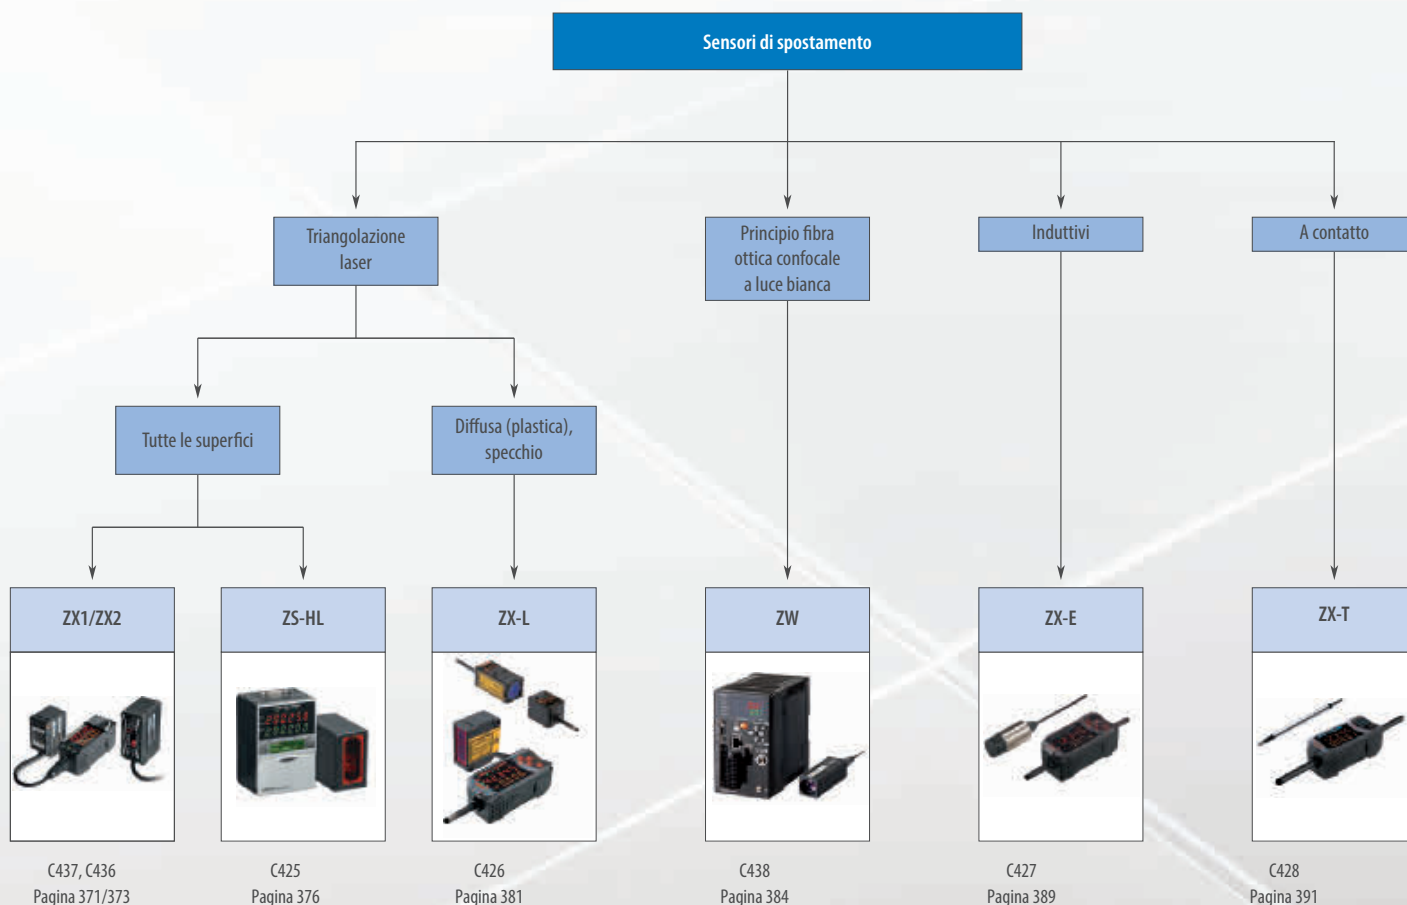 Sensori di spostamento
Triangolazione
laser
Principio fibra
ottica confocale
a luce bianca
Induttivi
A contatto
Tutte le superfici
Diffusa (plastica),
specchio
ZX1/ZX2
ZS-HL
ZX-L
ZW
ZX-E
ZX-T
C437, C436
Pagina 371/373
C425
Pagina 376
C426
Pagina 381
C438
Pagina 384
C427
Pagina 389
C428
Pagina 391